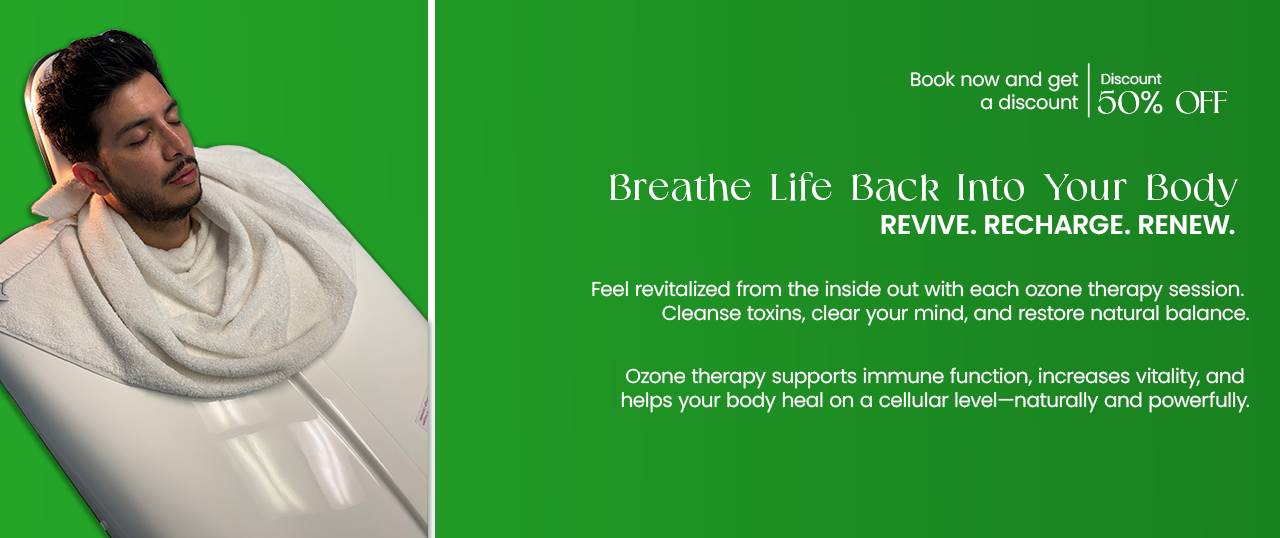 Book now and get
a discount
Discount
50% OFF
Breathe Life Back Into Your Body
REVIVE. RECHARGE. RENEW.
Feel revitalized from the inside out with each ozone therapy session.
Cleanse toxins, clear your mind, and restore natural balance.
Ozone therapy supports immune function, increases vitality, and
helps your body heal on a cellular level—naturally and powerfully.